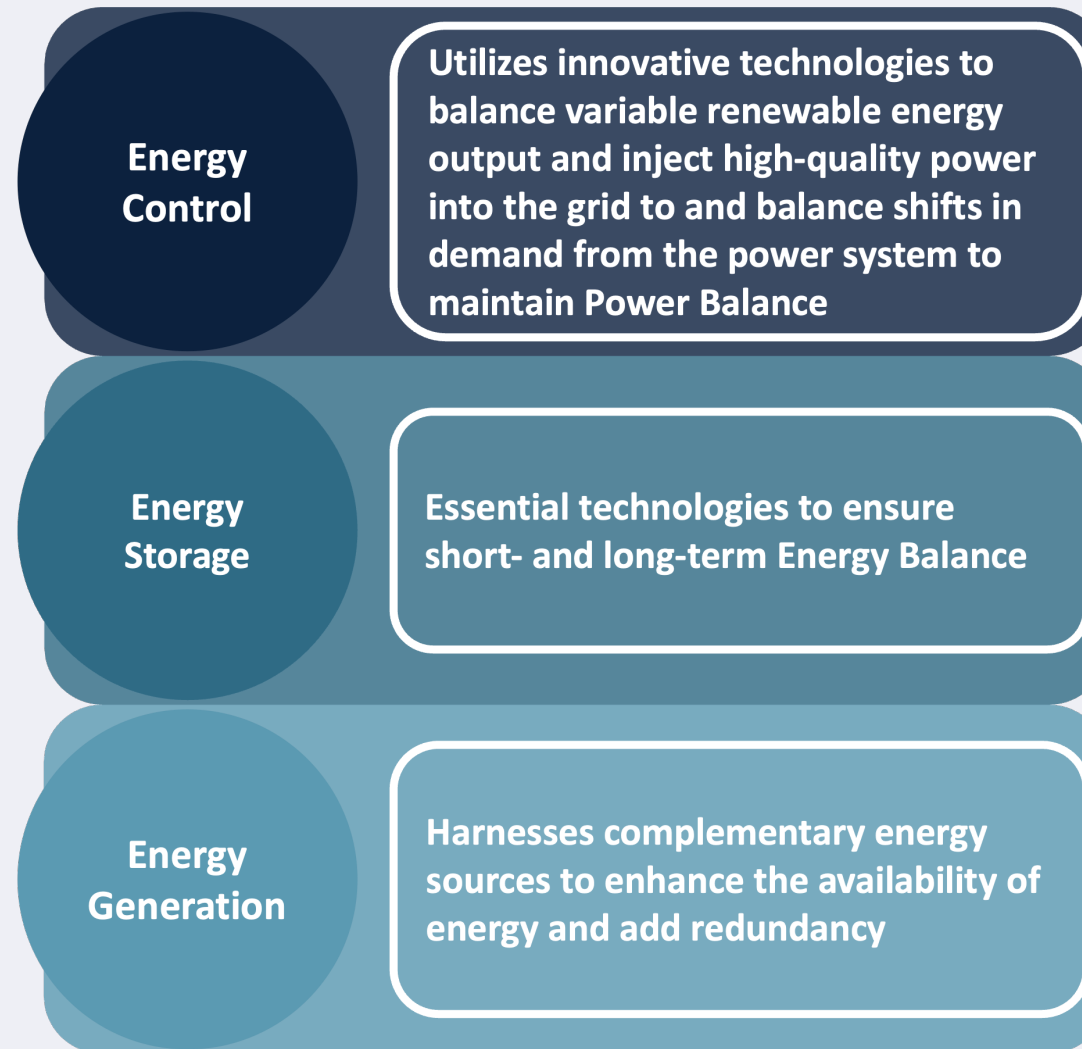 Energy
Control
Utilizes innovative technologies to
balance variable renewable energy
output and inject high-quality power
into the grid to and balance shifts in
demand from the power system to
maintain Power Balance
Energy
Storage
Essential technologies to ensure
short- and long-term Energy Balance
Energy
Generation
Harnesses complementary energy
sources to enhance the availability of
energy and add redundancy